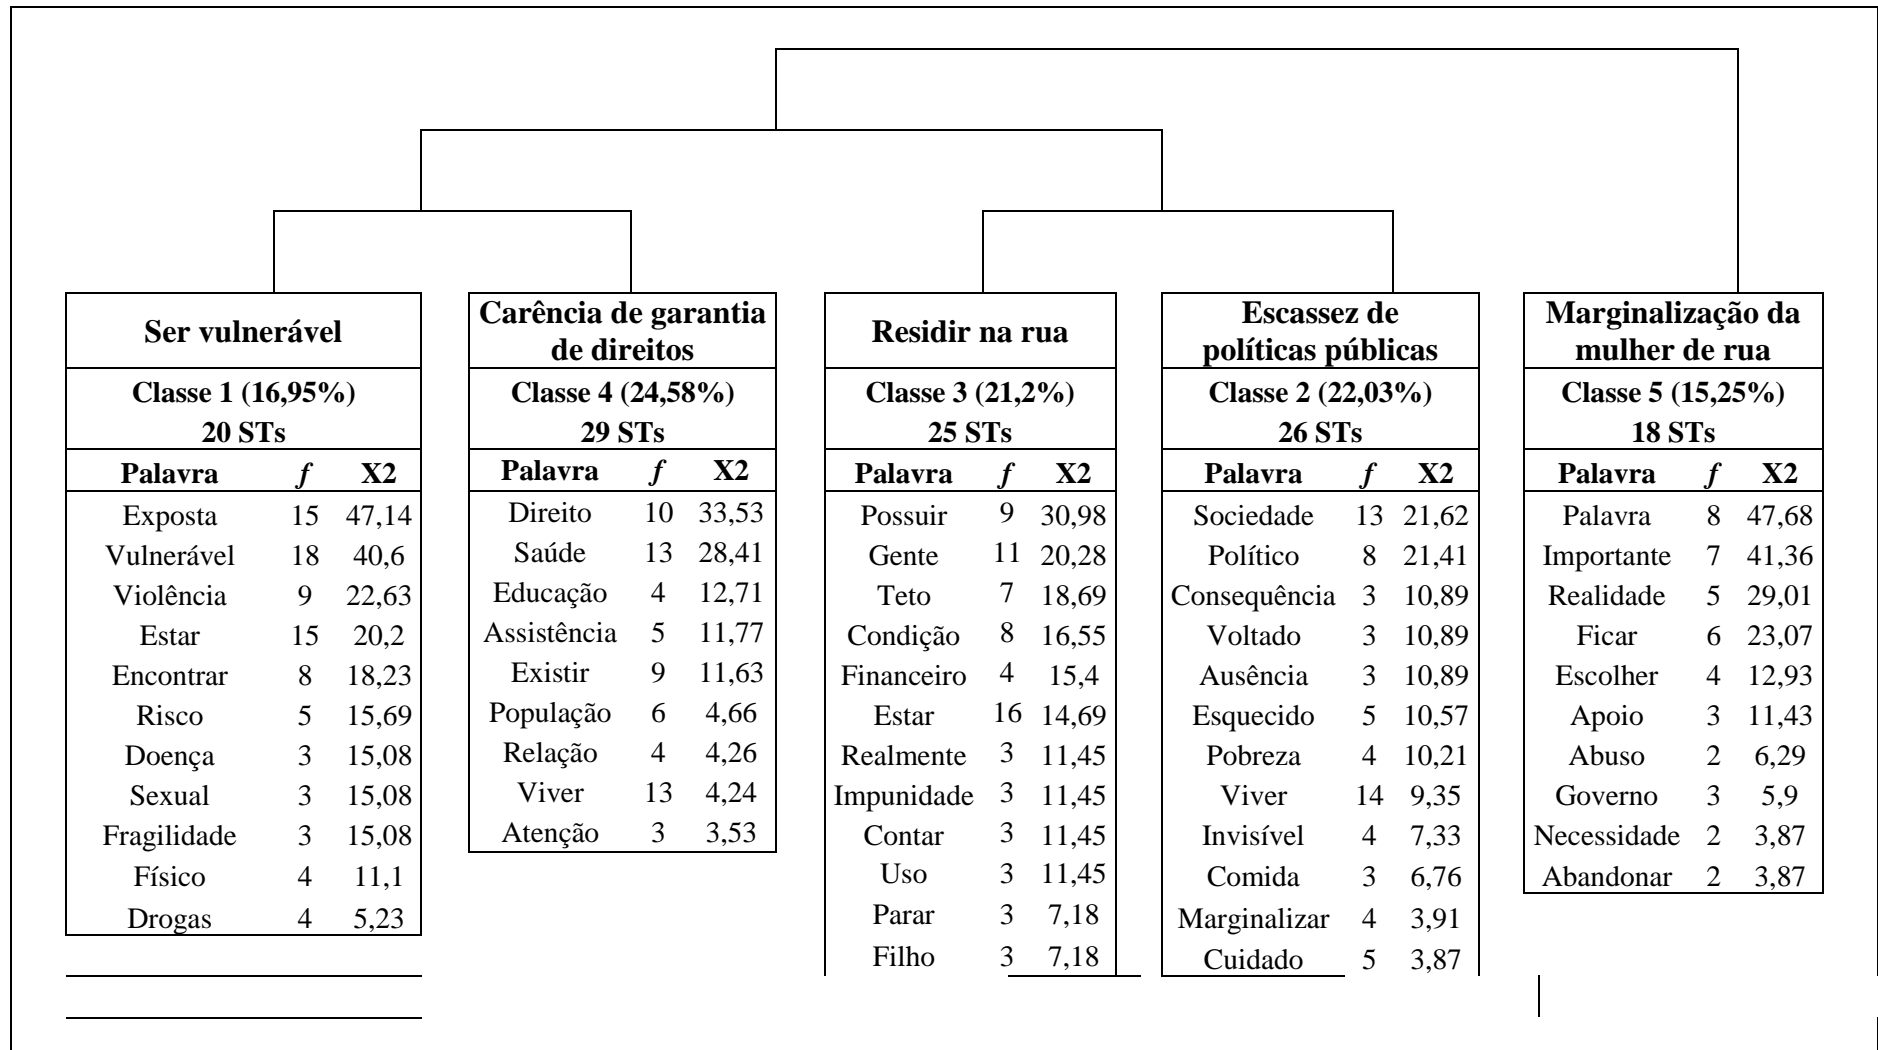 Ser vulnerável
Classe 1 (16,95%)
20 STs
Palavra f X2
Exposta 15 47,14
Vulnerável 18 40,6
Violência 9 22,63
Estar 15 20,2
Encontrar 8 18,23
Risco 5 15,69
Doença 3 15,08
Sexual 3 15,08
Fragilidade 3 15,08
Físico 4 11,1
Drogas 4 5,23
Carência de garantia
de direitos
Classe 4 (24,58%)
29 STs
Palavra f X2
Direito 10 33,53
Saúde 13 28,41
Educação 4 12,71
Assistência 5 11,77
Existir 9 11,63
População 6 4,66
Relação 4 4,26
Viver 13 4,24
Atenção 3 3,53
Residir na rua
Classe 3 (21,2%)
25 STs
Palavra f X2
Possuir 9 30,98
Gente 11 20,28
Teto 7 18,69
Condição 8 16,55
Financeiro 4 15,4
Estar 16 14,69
Realmente 3 11,45
Impunidade 3 11,45
Contar 3 11,45
Uso 3 11,45
Parar 3 7,18
Filho 3 7,18
Escassez de
políticas públicas
Classe 2 (22,03%)
26 STs
Palavra f X2
Sociedade 13 21,62
Político 8 21,41
Consequência 3 10,89
Voltado 3 10,89
Ausência 3 10,89
Esquecido 5 10,57
Pobreza 4 10,21
Viver 14 9,35
Invisível 4 7,33
Comida 3 6,76
Marginalizar 4 3,91
Cuidado 5 3,87
Marginalização da
mulher de rua
Classe 5 (15,25%)
18 STs
Palavra f X2
Palavra 8 47,68
Importante 7 41,36
Realidade 5 29,01
Ficar 6 23,07
Escolher 4 12,93
Apoio 3 11,43
Abuso 2 6,29
Governo 3 5,9
Necessidade 2 3,87
Abandonar 2 3,87